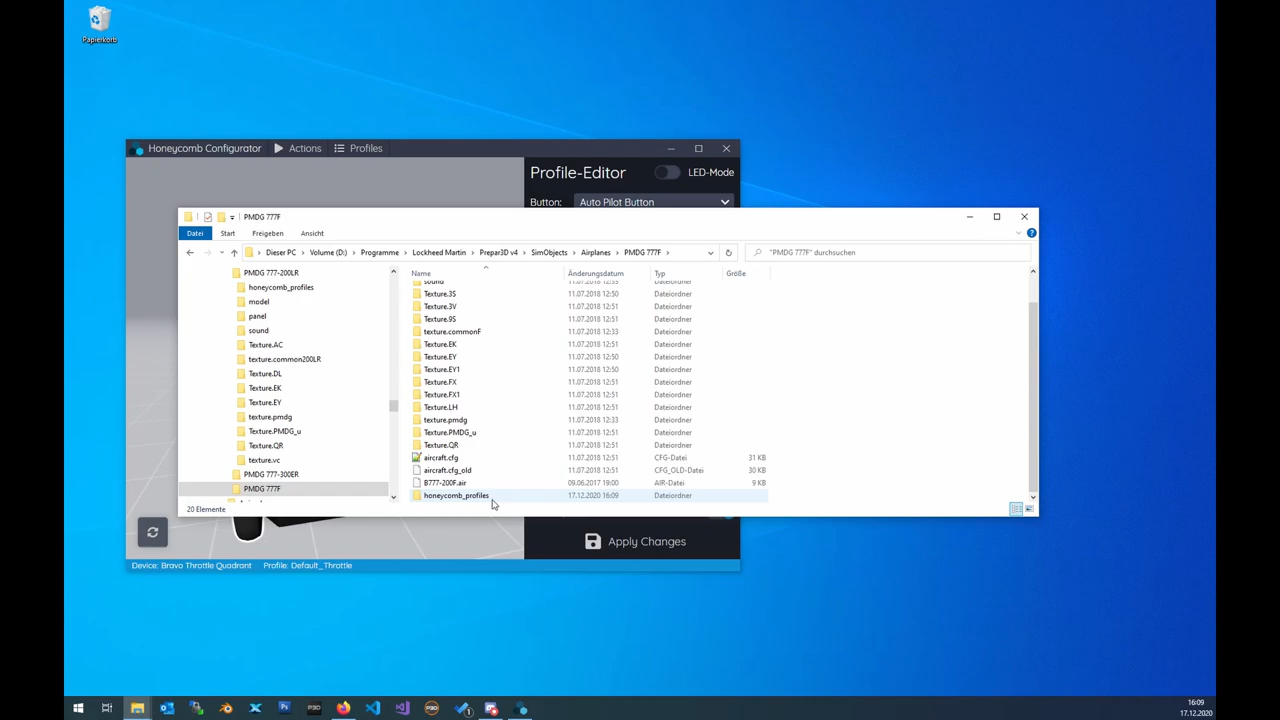 Papierkorb
Honeycomb Configurator Actions Profiles
Profile-Editor LED-Mode
Button: Auto Pilot Button
PMDG 777F
Datei Start Freigeben Ansicht
Dieser PC Volume (D:) Programme Lockheed Martin Prepar3D v4 SimObjects Airplanes PMDG 777F "PMDG 777F" durchsuchen
PMDG 777-200LR
honeycomb_profiles
model
panel
sound
Texture.AC
texture.common200LR
Texture.DL
Texture.EK
Texture.EY
texture.pmdg
Texture.PMDG_u
Texture.QR
texture.vc
PMDG 777-300ER
PMDG 777F
Name Änderungsdatum Typ Größe
sound 11.07.2018 12:33 Dateiordner
Texture.3S 11.07.2018 12:50 Dateiordner
Texture.3V 11.07.2018 12:51 Dateiordner
Texture.9S 11.07.2018 12:51 Dateiordner
texture.commonF 11.07.2018 12:33 Dateiordner
Texture.EK 11.07.2018 12:51 Dateiordner
Texture.EY 11.07.2018 12:50 Dateiordner
Texture.EY1 11.07.2018 12:50 Dateiordner
Texture.FX 11.07.2018 12:51 Dateiordner
Texture.FX1 11.07.2018 12:51 Dateiordner
Texture.LH 11.07.2018 12:51 Dateiordner
texture.pmdg 11.07.2018 12:33 Dateiordner
Texture.PMDG_u 11.07.2018 12:51 Dateiordner
Texture.QR 11.07.2018 12:51 Dateiordner
aircraft.cfg 11.07.2018 12:51 CFG-Datei 31 KB
aircraft.cfg_old 11.07.2018 12:51 CFG_OLD-Datei 30 KB
B777-200F.air 09.06.2017 19:00 AIR-Datei 9 KB
honeycomb_profiles 17.12.2020 16:09 Dateiordner
20 Elemente
Apply Changes
Device: Bravo Throttle Quadrant Profile: Default_Throttle
P3D
16:09
17.12.2020